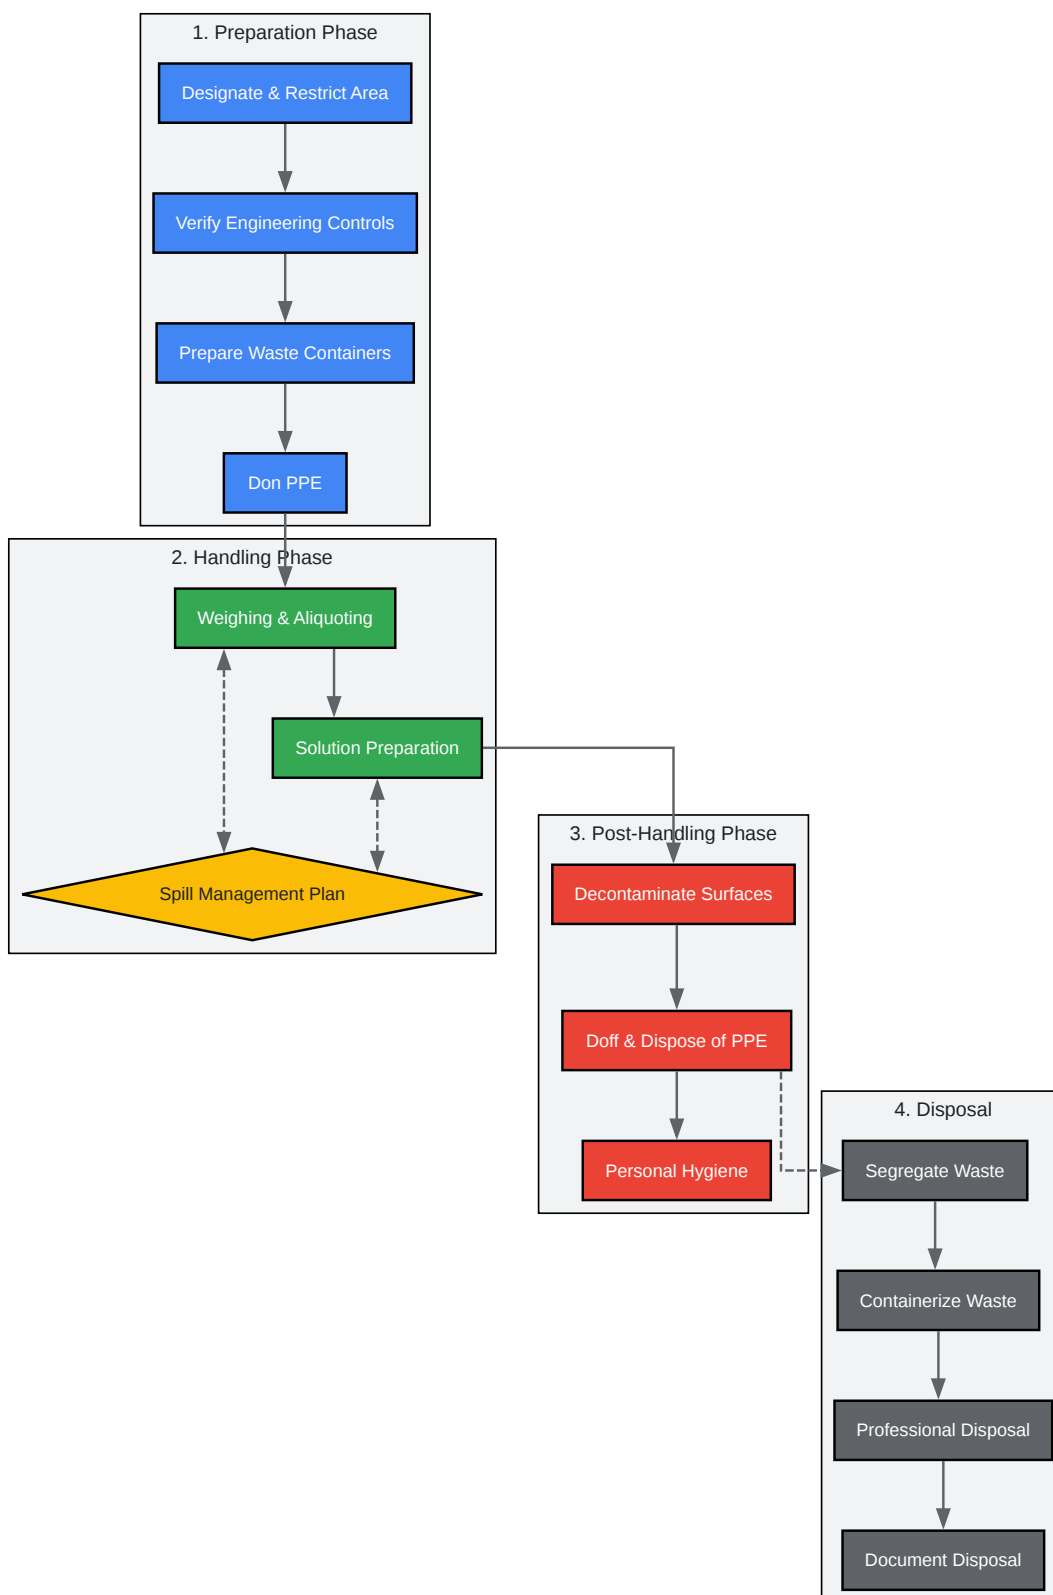 1. Preparation Phase
Designate & Restrict Area
Verify Engineering Controls
Prepare Waste Containers
Don PPE
2. Handling Phase
Weighing & Aliquoting
Solution Preparation
Spill Management Plan
3. Post-Handling Phase
Decontaminate Surfaces
Doff & Dispose of PPE
Personal Hygiene
4. Disposal
Segregate Waste
Containerize Waste
Professional Disposal
Document Disposal